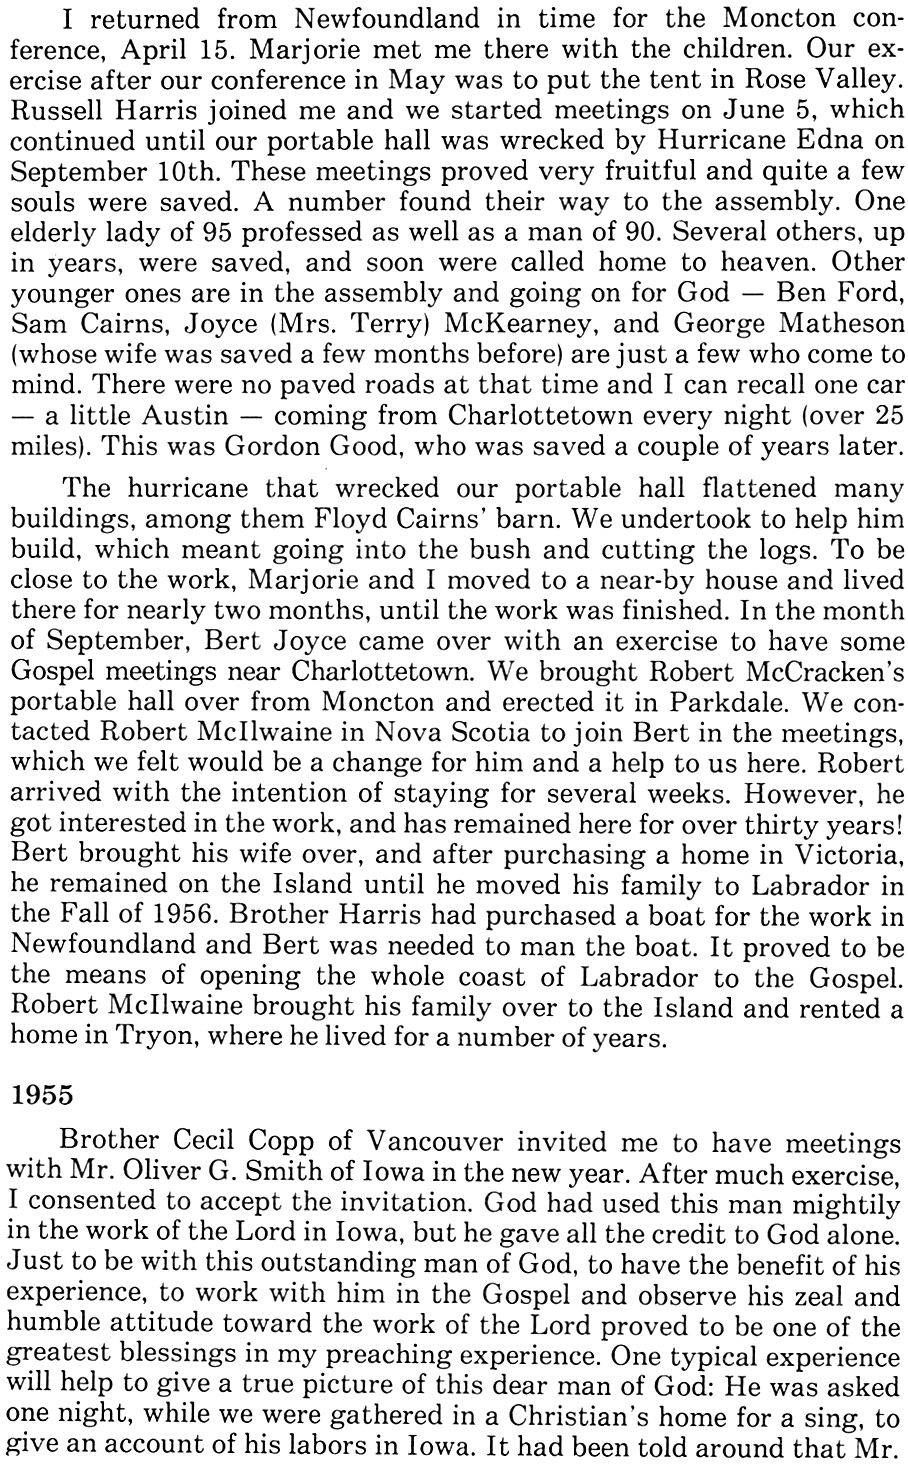 I returned from Newfoundland in time for the Moncton con-
ference, April 15. Marjorie met me there with the children. Our ex-
ercise after our conference in May was to put the tent in Rose Valley.
Russell Harris joined me and we started meetings on June 5, which
continued until our portable hall was wrecked by Hurricane Edna on
September 10th. These meetings proved very fruitful and quite a few
souls were saved. A number found their way to the assembly. One
elderly lady of 95 professed as well as a man of 90. Several others, up
in years, were saved, and soon were called home to heaven. Other
younger ones are in the assembly and going on for God — Ben Ford,
Sam Cairns, Joyce (Mrs. Terry) McKearney, and George Matheson
(whose wife was saved a few months before) are just a few who come to
mind. There were no paved roads at that time and I can recall one car
— a little Austin — coming from Charlottetown every night (over 25
miles). This was Gordon Good, who was saved a couple of years later.
The hurricane that wrecked our portable hall flattened many
buildings, among them Floyd Cairns' barn. We undertook to help him
build, which meant going into the bush and cutting the logs. To be
close to the work, Marjorie and I moved to a near-by house and lived
there for nearly two months, until the work was finished. In the month
of September, Bert Joyce came over with an exercise to have some
Gospel meetings near Charlottetown. We brought Robert McCracken's
portable hall over from Moncton and erected it in Parkdale. We con-
tacted Robert McIlwaine in Nova Scotia to join Bert in the meetings,
which we felt would be a change for him and a help to us here. Robert
arrived with the intention of staying for several weeks. However, he
got interested in the work, and has remained here for over thirty years!
Bert brought his wife over, and after purchasing a home in Victoria,
he remained on the Island until he moved his family to Labrador in
the Fall of 1956. Brother Harris had purchased a boat for the work in
Newfoundland and Bert was needed to man the boat. It proved to be
the means of opening the whole coast of Labrador to the Gospel.
Robert McIlwaine brought his family over to the Island and rented a
home in Tryon, where he lived for a number of years.
1955
Brother Cecil Copp of Vancouver invited me to have meetings
with Mr. Oliver G. Smith of Iowa in the new year. After much exercise,
I consented to accept the invitation. God had used this man mightily
in the work of the Lord in Iowa, but he gave all the credit to God alone.
Just to be with this outstanding man of God, to have the benefit of his
experience, to work with him in the Gospel and observe his zeal and
humble attitude toward the work of the Lord proved to be one of the
greatest blessings in my preaching experience. One typical experience
will help to give a true picture of this dear man of God: He was asked
one night, while we were gathered in a Christian's home for a sing, to
give an account of his labors in Iowa. It had been told around that Mr.